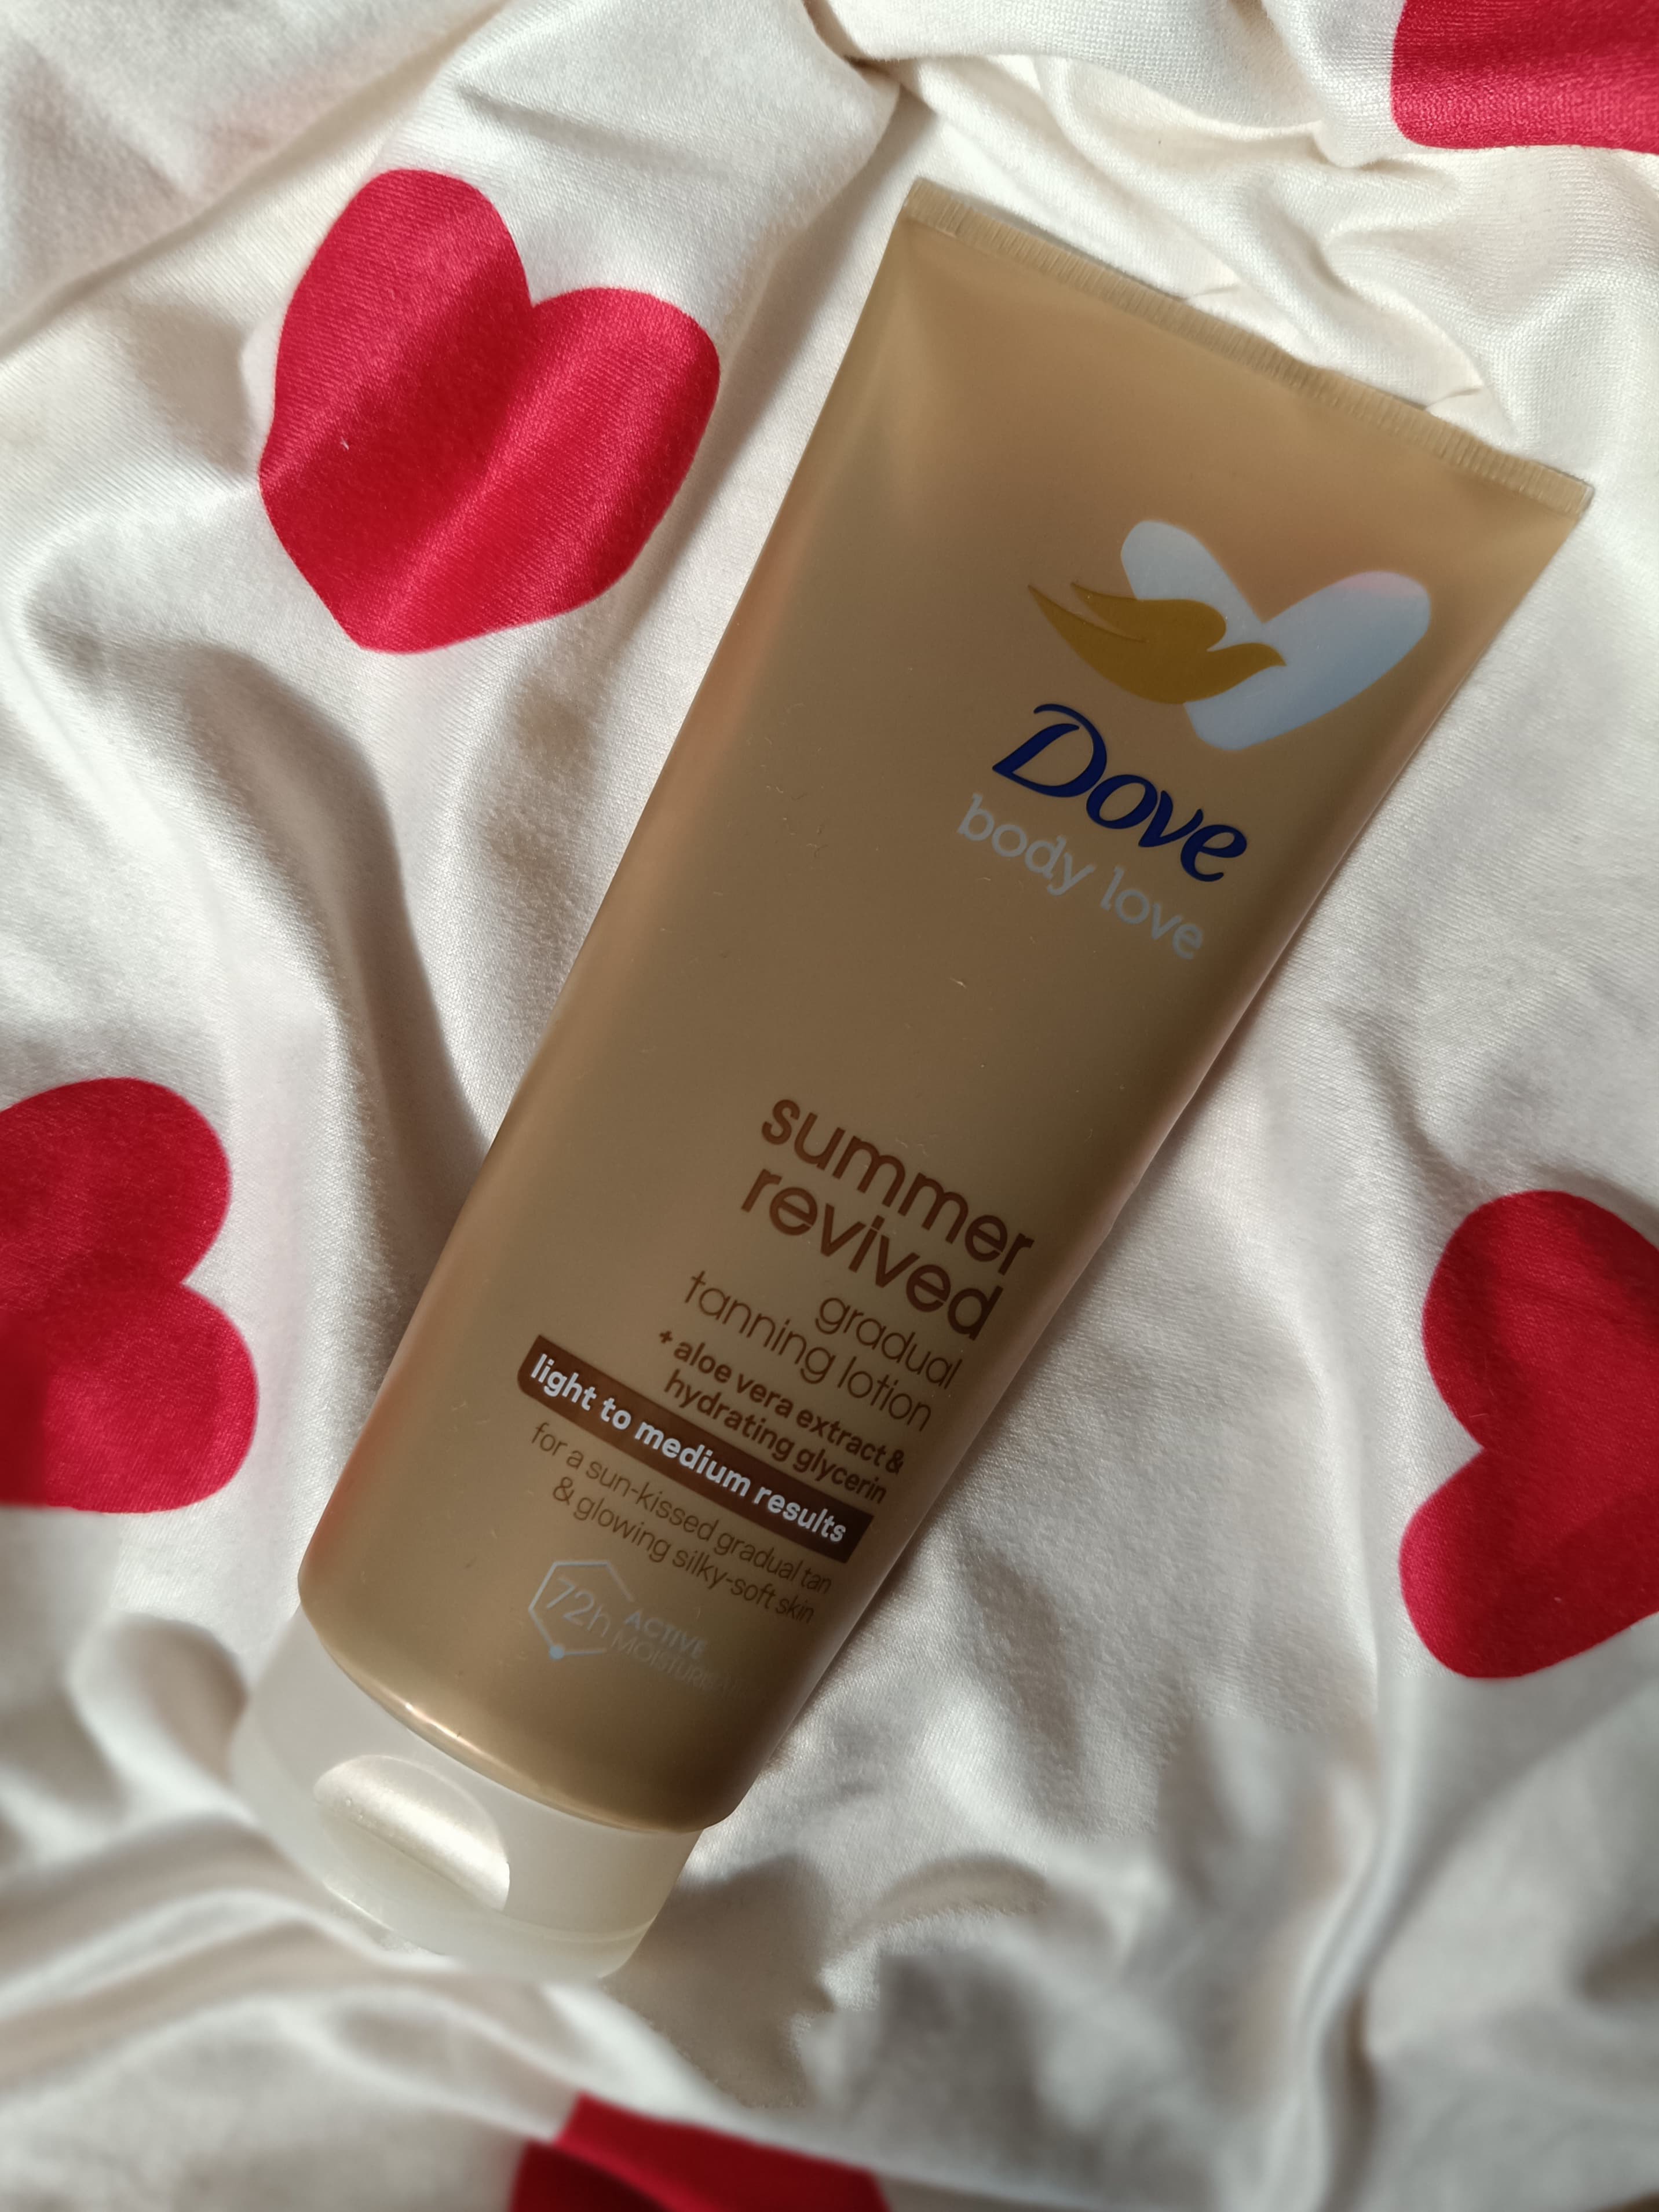 Dove
body love
summer
revived
gradual
tanning lotion
+ aloe vera extract &
hydrating glycerin
light to medium results
for a sun-kissed gradual tan
& glowing silky-soft skin
72h ACTIVE
MOISTURISATION